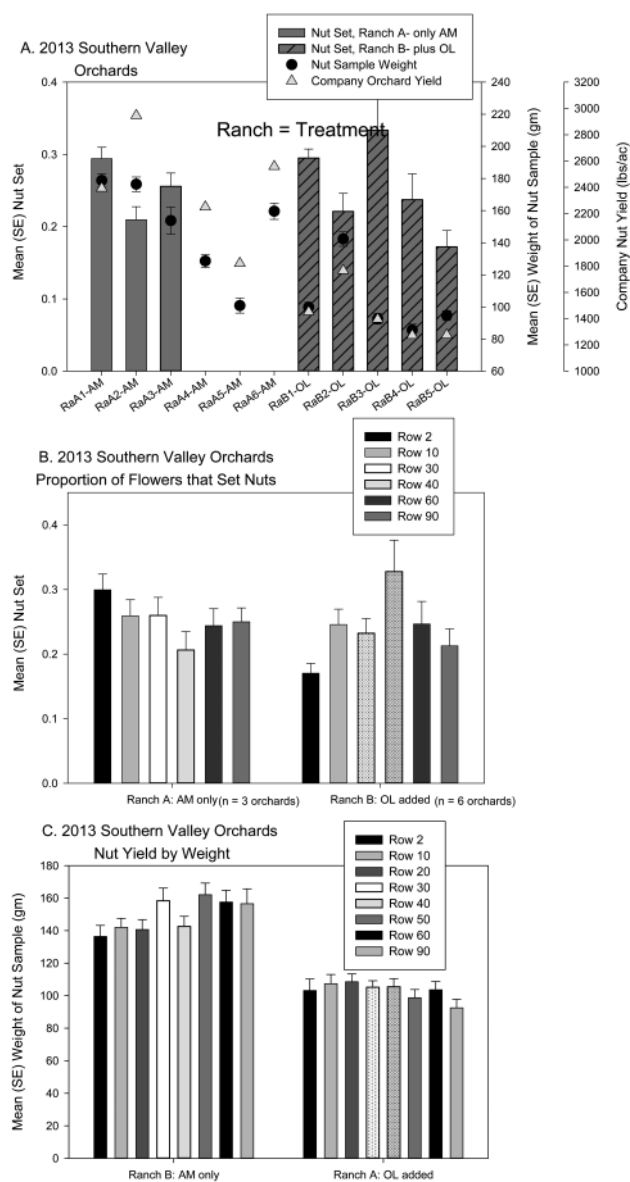 A. 2013 Southern Valley
Orchards
Nut Set, Ranch A- only AM
Nut Set, Ranch B- plus OL
Nut Sample Weight
Company Orchard Yield
Ranch = Treatment
Mean (SE) Nut Set
0.4
0.3
0.2
0.1
0.0
Mean (SE) Weight of Nut Sample (gm)
240
220
200
180
160
140
120
100
80
60
Company Nut Yield (lbs/ac)
3200
3000
2800
2600
2400
2200
2000
1800
1600
1400
1200
1000
RaA1-AM
RaA2-AM
RaA3-AM
RaA4-AM
RaA5-AM
RaA6-AM
RaB1-OL
RaB2-OL
RaB3-OL
RaB4-OL
RaB5-OL
B. 2013 Southern Valley Orchards
Proportion of Flowers that Set Nuts
Row 2
Row 10
Row 30
Row 40
Row 60
Row 90
Mean (SE) Nut Set
0.4
0.3
0.2
0.1
0.0
Ranch A: AM only (n = 3 orchards)
Ranch B: OL added (n = 6 orchards)
C. 2013 Southern Valley Orchards
Nut Yield by Weight
Row 2
Row 10
Row 20
Row 30
Row 40
Row 50
Row 60
Row 90
Mean (SE) Weight of Nut Sample (gm)
180
160
140
120
100
80
60
40
20
0
Ranch B: AM only
Ranch A: OL added